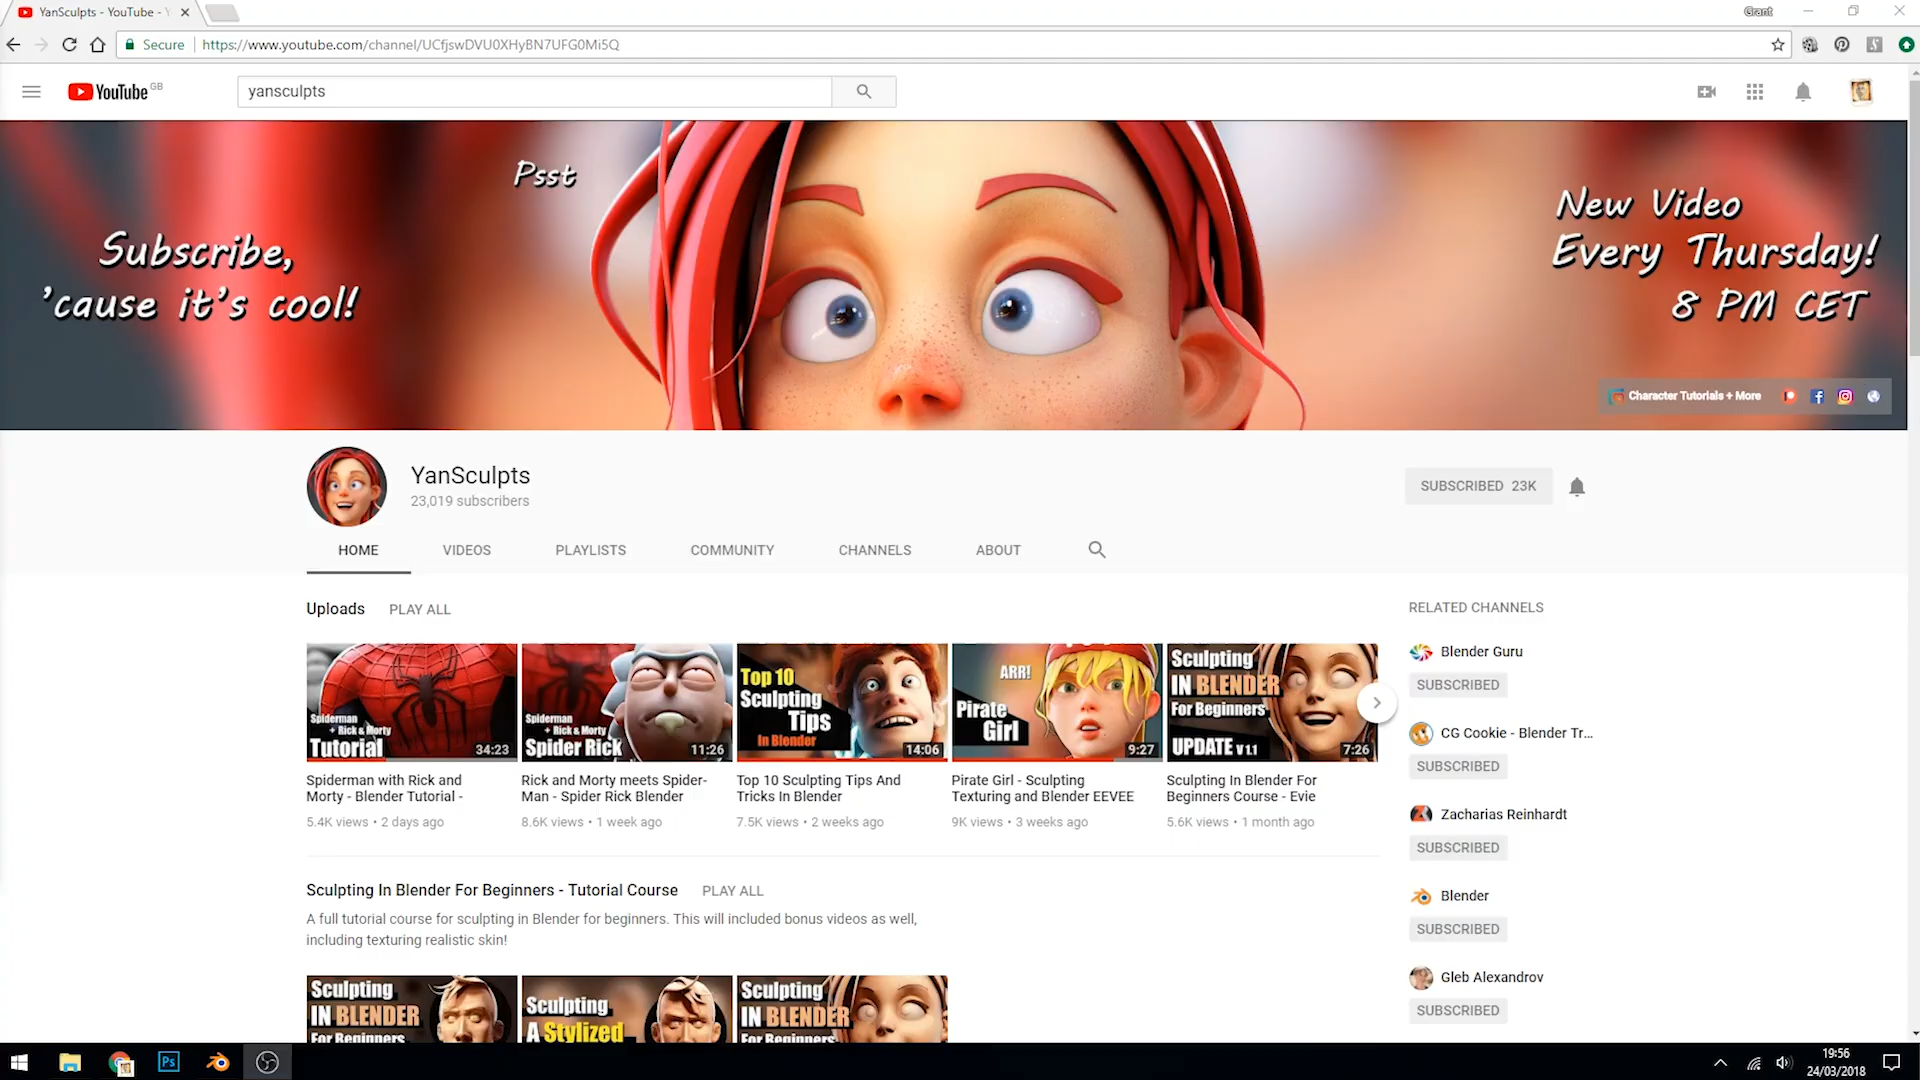 YanSculpts - YouTube - Y
Grant
Secure
https://www.youtube.com/channel/UCfjswDVU0XHyBN7UFG0Mi5Q
YouTube GB
yansculpts
Psst
Subscribe,
'cause it's cool!
New Video
Every Thursday!
8 PM CET
Character Tutorials + More
YanSculpts
23,019 subscribers
SUBSCRIBED 23K
HOME VIDEOS PLAYLISTS COMMUNITY CHANNELS ABOUT
Uploads PLAY ALL
Spiderman
+ Rick & Morty
Tutorial
34:23
Spiderman
+ Rick & Morty
Spider Rick
11:26
Top 10
Sculpting
Tips
In Blender
14:06
ARR!
Pirate
Girl
9:27
Sculpting
IN BLENDER
For Beginners
UPDATE V 1.1
7:26
Spiderman with Rick and
Morty - Blender Tutorial -
5.4K views • 2 days ago
Rick and Morty meets Spider-
Man - Spider Rick Blender
8.6K views • 1 week ago
Top 10 Sculpting Tips And
Tricks In Blender
7.5K views • 2 weeks ago
Pirate Girl - Sculpting
Texturing and Blender EEVEE
9K views • 3 weeks ago
Sculpting In Blender For
Beginners Course - Evie
5.6K views • 1 month ago
RELATED CHANNELS
Blender Guru
SUBSCRIBED
CG Cookie - Blender Tr...
SUBSCRIBED
Zacharias Reinhardt
SUBSCRIBED
Blender
SUBSCRIBED
Gleb Alexandrov
SUBSCRIBED
Sculpting In Blender For Beginners - Tutorial Course PLAY ALL
A full tutorial course for sculpting in Blender for beginners. This will included bonus videos as well,
including texturing realistic skin!
Sculpting
IN BLENDER
For Beginners
Sculpting
A Stylized
Sculpting
IN BLENDER
For Beginners
Ps
19:56
24/03/2018